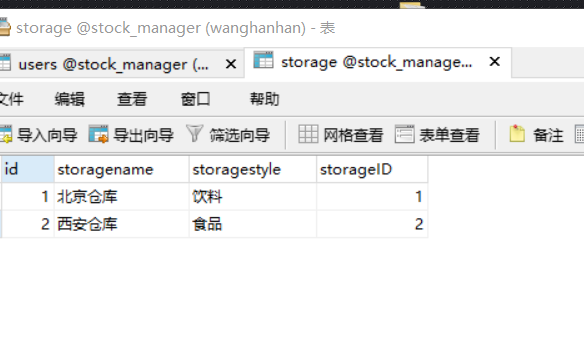 storage @stock_manager (wanghanhan) - 表
users @stock_manager (... storage @stock_manage...
文件 编辑 查看 窗口 帮助
导入向导 导出向导 筛选向导 网格查看 表单查看 备注
id storagename storagestyle storageID
1 北京仓库 饮料 1
2 西安仓库 食品 2